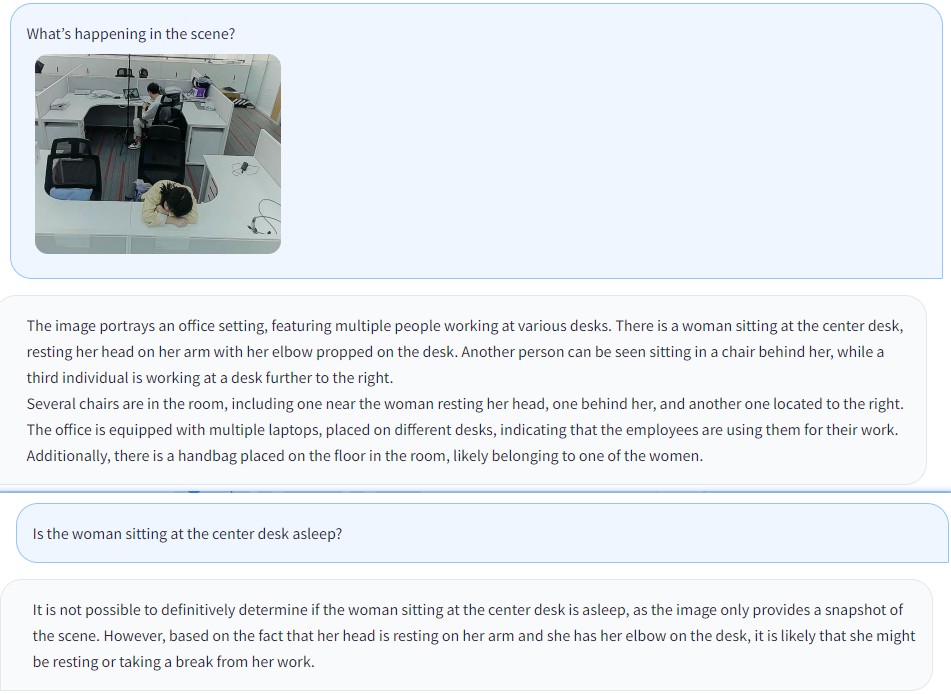 What’s happening in the scene?
The image portrays an office setting, featuring multiple people working at various desks. There is a woman sitting at the center desk,
resting her head on her arm with her elbow propped on the desk. Another person can be seen sitting in a chair behind her, while a
third individual is working at a desk further to the right.
Several chairs are in the room, including one near the woman resting her head, one behind her, and another one located to the right.
The office is equipped with multiple laptops, placed on different desks, indicating that the employees are using them for their work.
Additionally, there is a handbag placed on the floor in the room, likely belonging to one of the women.
Is the woman sitting at the center desk asleep?
It is not possible to definitively determine if the woman sitting at the center desk is asleep, as the image only provides a snapshot of
the scene. However, based on the fact that her head is resting on her arm and she has her elbow on the desk, it is likely that she might
be resting or taking a break from her work.